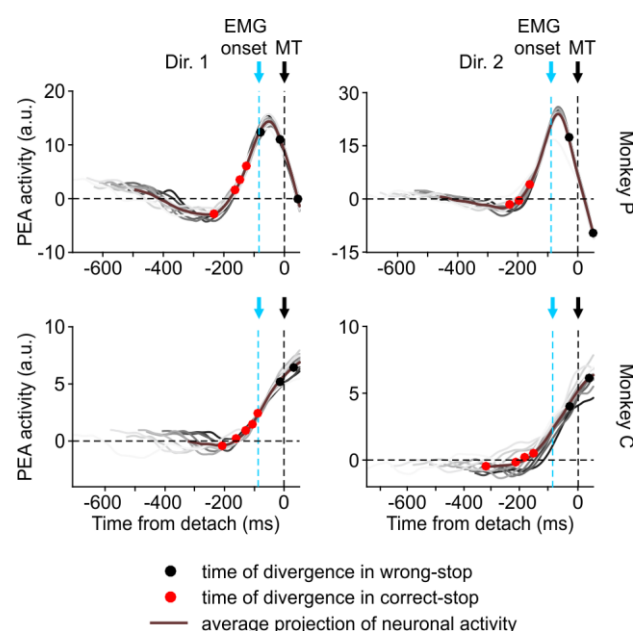 EMG
onset MT
Dir. 1
EMG
onset MT
Dir. 2
PEA activity (a.u.)
20
10
0
-10
-600 -400 -200 0
30
15
0
-15
-600 -400 -200 0
Monkey P
PEA activity (a.u.)
10
5
0
-600 -400 -200 0
Time from detach (ms)
10
5
0
-600 -400 -200 0
Time from detach (ms)
Monkey C
time of divergence in wrong-stop
time of divergence in correct-stop
average projection of neuronal activity